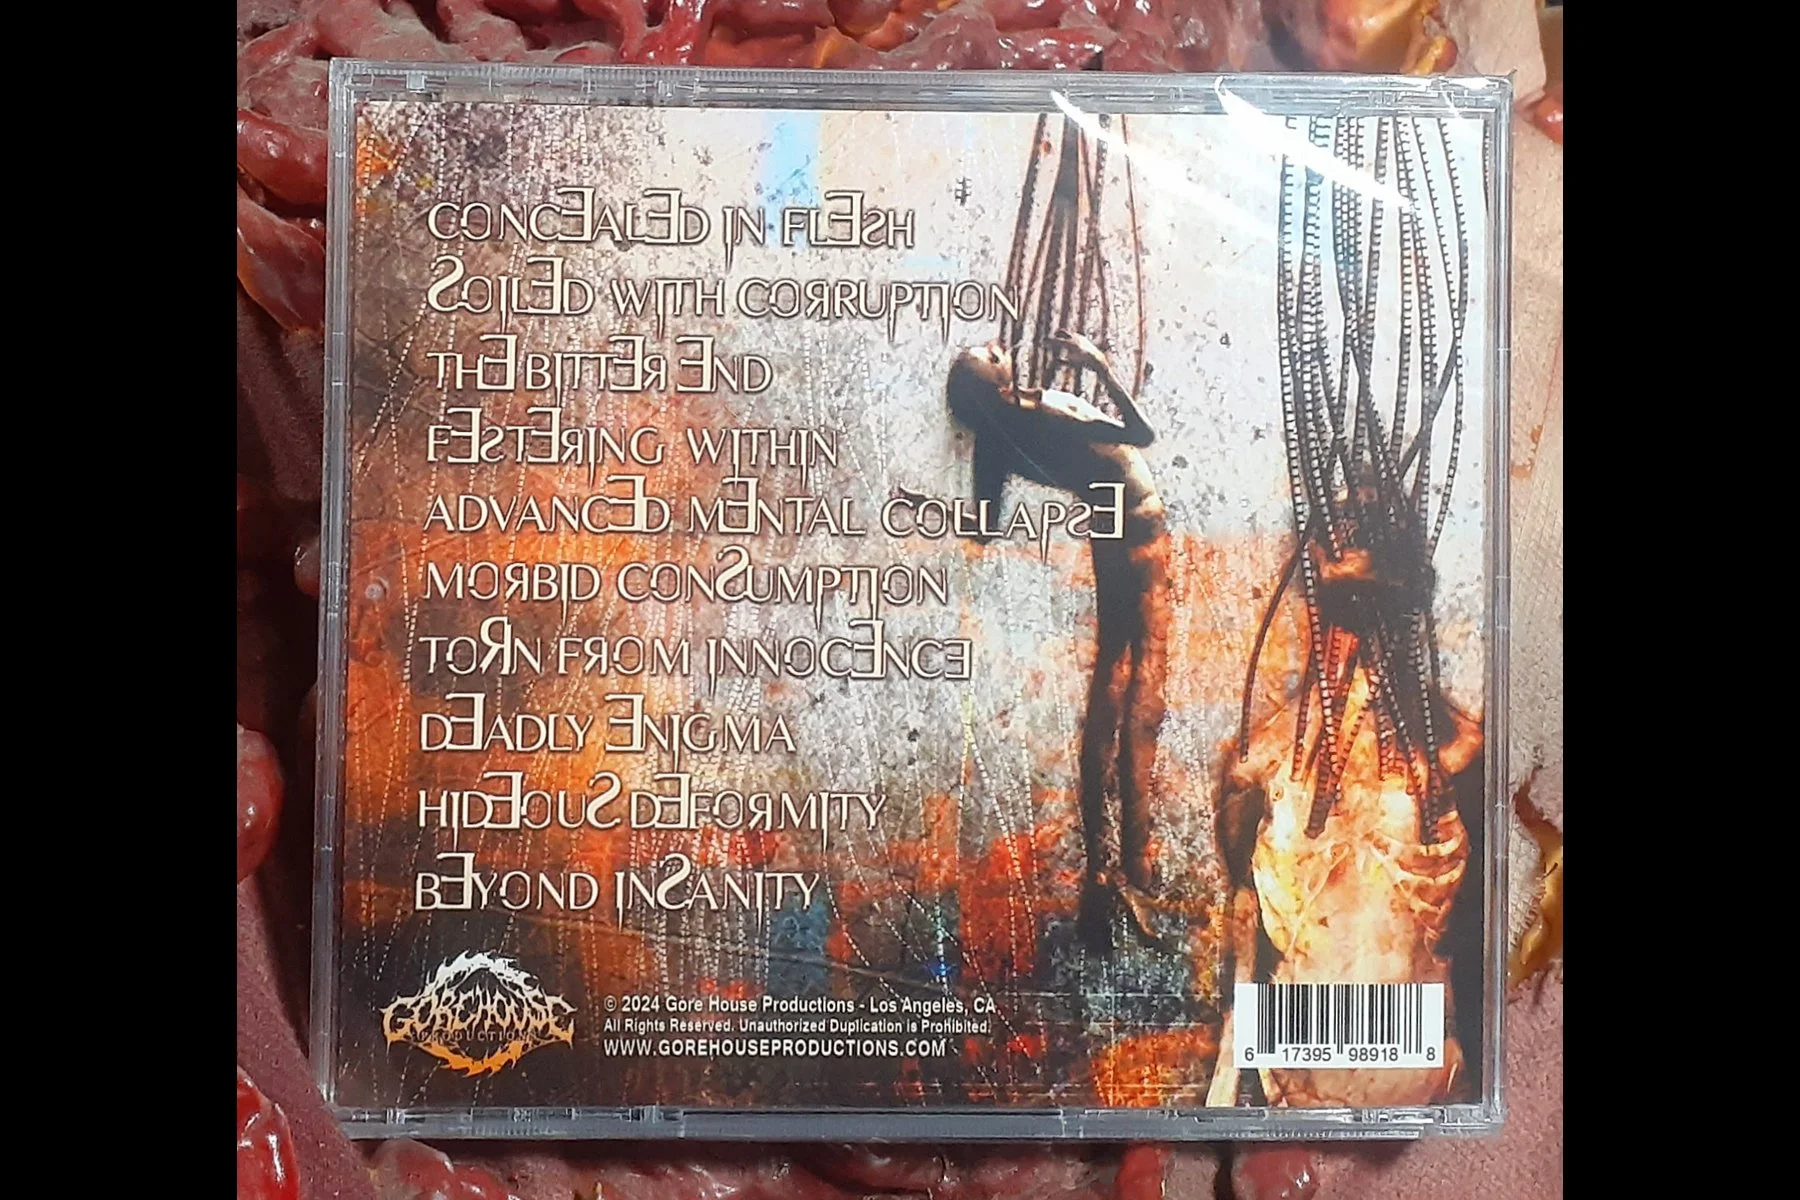 CONCEALED IN FLESH
SOILED WITH CORRUPTION
THE BITTER END
FESTERING WITHIN
ADVANCED MENTAL COLLAPSE
MORBID CONSUMPTION
TORN FROM INNOCENCE
DEADLY ENIGMA
HIDEOUS DEFORMITY
BEYOND INSANITY
GOREHOUSE
PRODUCTIONS
© 2024 Gore House Productions - Los Angeles, CA
All Rights Reserved. Unauthorized Duplication is Prohibited.
WWW.GOREHOUSEPRODUCTIONS.COM
6 17395 98918 8